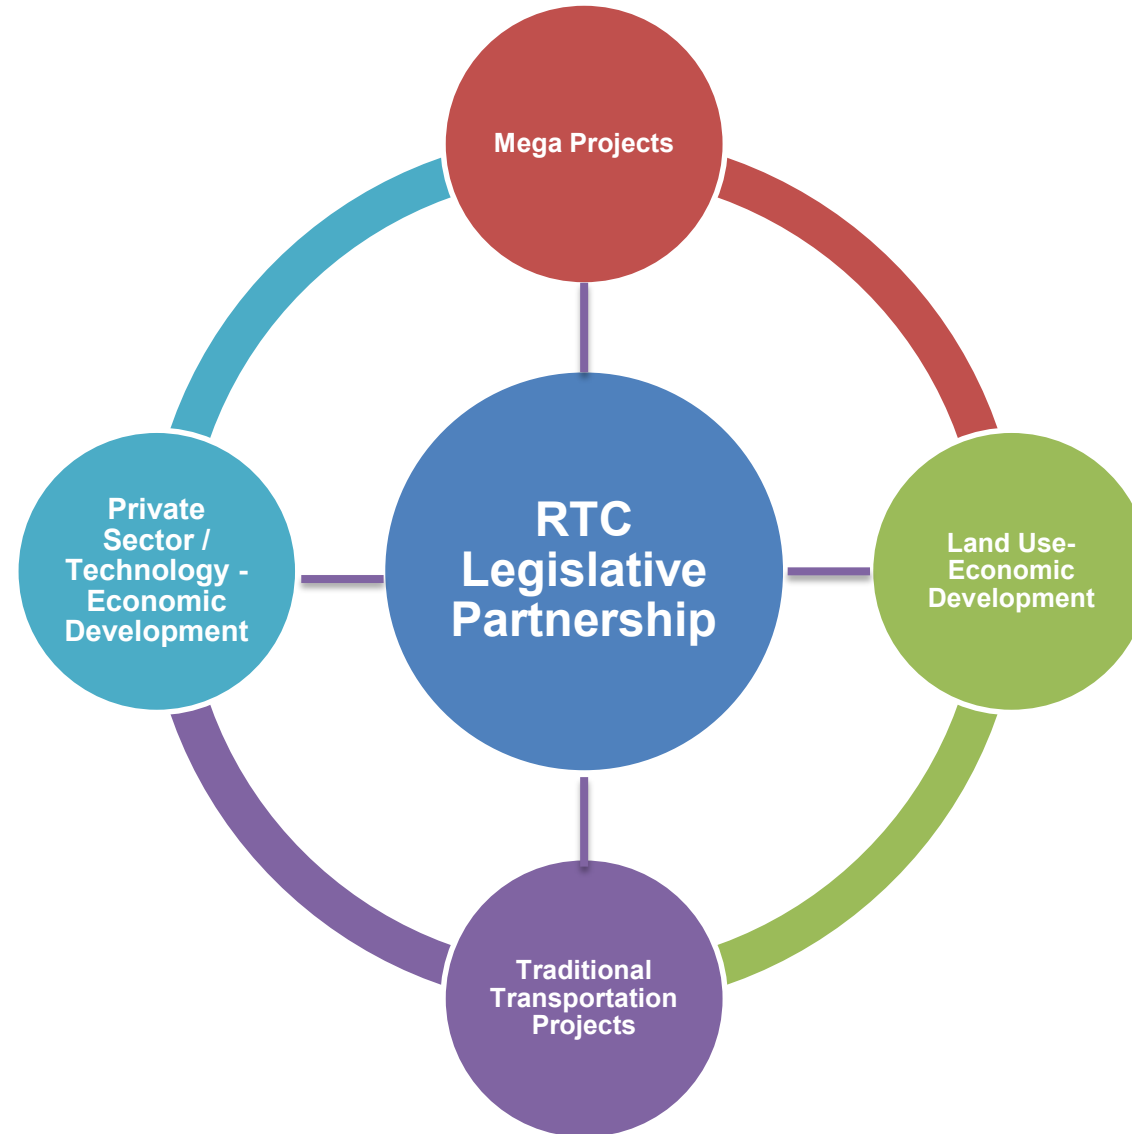 Mega Projects
Private
Sector /
Technology -
Economic
Development
RTC
Legislative
Partnership
Land Use-
Economic
Development
Traditional
Transportation
Projects